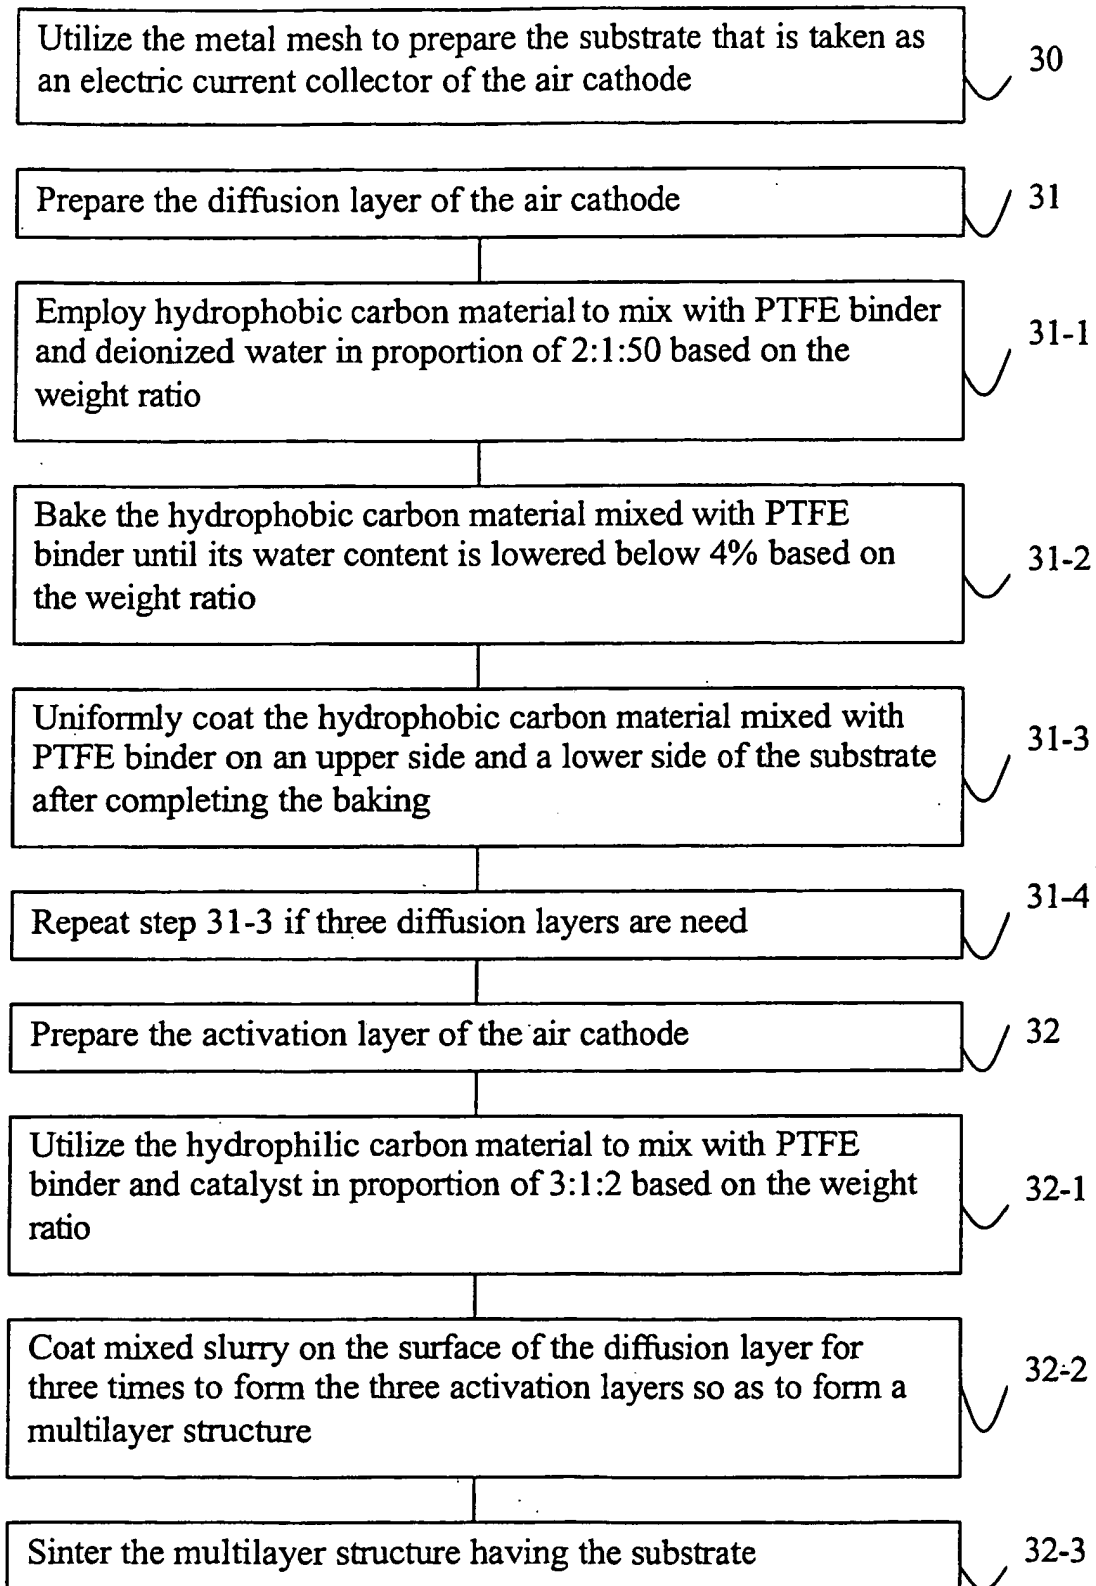 Utilize the metal mesh to prepare the substrate that is taken as
an electric current collector of the air cathode
30
Prepare the diffusion layer of the air cathode
31
Employ hydrophobic carbon material to mix with PTFE binder
and deionized water in proportion of 2:1:50 based on the
weight ratio
31-1
Bake the hydrophobic carbon material mixed with PTFE
binder until its water content is lowered below 4% based on
the weight ratio
31-2
Uniformly coat the hydrophobic carbon material mixed with
PTFE binder on an upper side and a lower side of the substrate
after completing the baking
31-3
Repeat step 31-3 if three diffusion layers are need
31-4
Prepare the activation layer of the air cathode
32
Utilize the hydrophilic carbon material to mix with PTFE
binder and catalyst in proportion of 3:1:2 based on the weight
ratio
32-1
Coat mixed slurry on the surface of the diffusion layer for
three times to form the three activation layers so as to form a
multilayer structure
32-2
Sinter the multilayer structure having the substrate
32-3